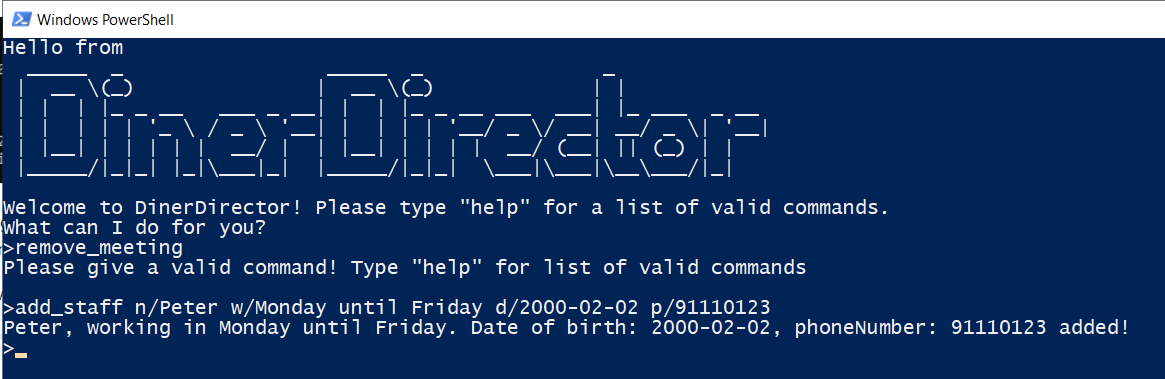 Windows PowerShell
Hello from
DinerDirector
Welcome to DinerDirector! Please type "help" for a list of valid commands.
What can I do for you?
>remove_meeting
Please give a valid command! Type "help" for list of valid commands
>add_staff n/Peter w/Monday until Friday d/2000-02-02 p/91110123
Peter, working in Monday until Friday. Date of birth: 2000-02-02, phoneNumber: 91110123 added!
>